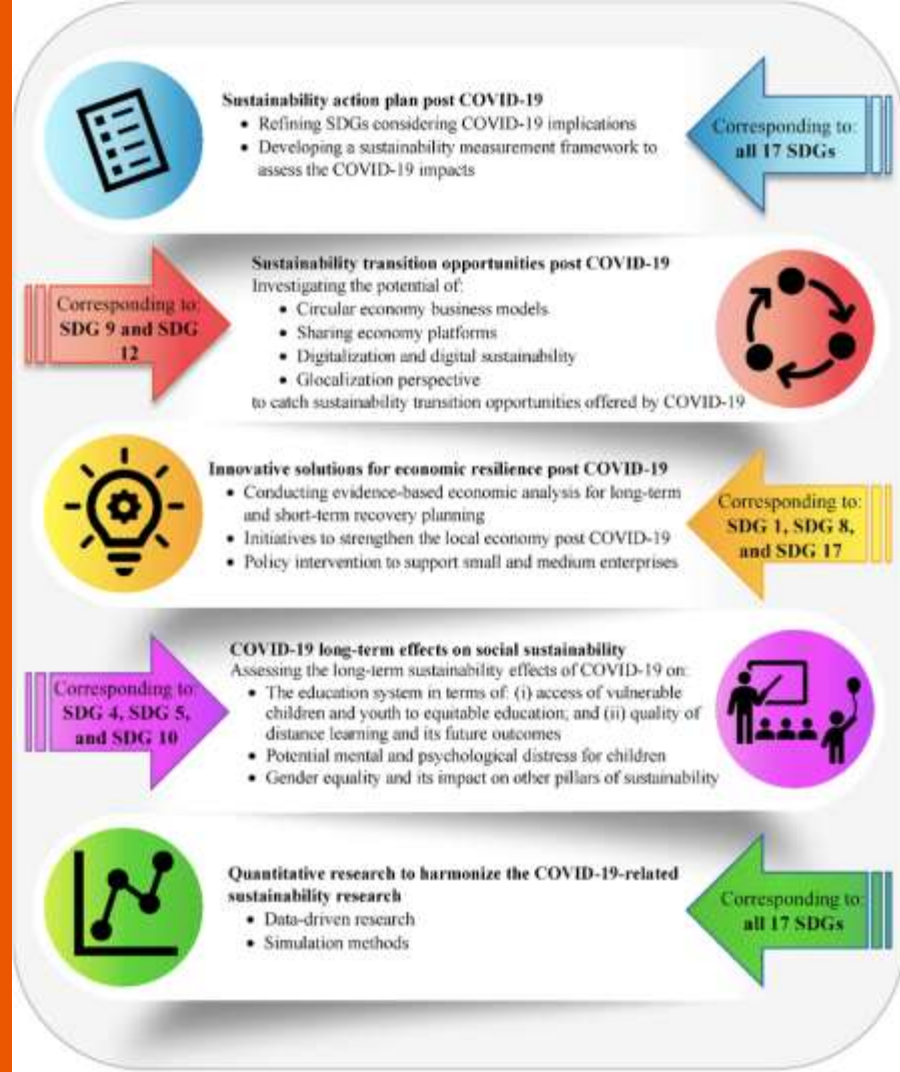 Sustainability action plan post COVID-19
• Refining SDGs considering COVID-19 implications
• Developing a sustainability measurement framework to
assess the COVID-19 impacts
Corresponding to:
all 17 SDGs
Corresponding to:
SDG 9 and SDG
12
Sustainability transition opportunities post COVID-19
Investigating the potential of:
• Circular economy business models
• Sharing economy platforms
• Digitalization and digital sustainability
• Glocalization perspective
to catch sustainability transition opportunities offered by COVID-19
Innovative solutions for economic resilience post COVID-19
• Conducting evidence-based economic analysis for long-term
and short-term recovery planning
• Initiatives to strengthen the local economy post COVID-19
• Policy intervention to support small and medium enterprises
Corresponding to:
SDG 1, SDG 8,
and SDG 17
Corresponding to:
SDG 4, SDG 5,
and SDG 10
COVID-19 long-term effects on social sustainability
Assessing the long-term sustainability effects of COVID-19 on:
• The education system in terms of: (i) access of vulnerable
children and youth to equitable education; and (ii) quality of
distance learning and its future outcomes
• Potential mental and psychological distress for children
• Gender equality and its impact on other pillars of sustainability
Quantitative research to harmonize the COVID-19-related
sustainability research
• Data-driven research
• Simulation methods
Corresponding to:
all 17 SDGs